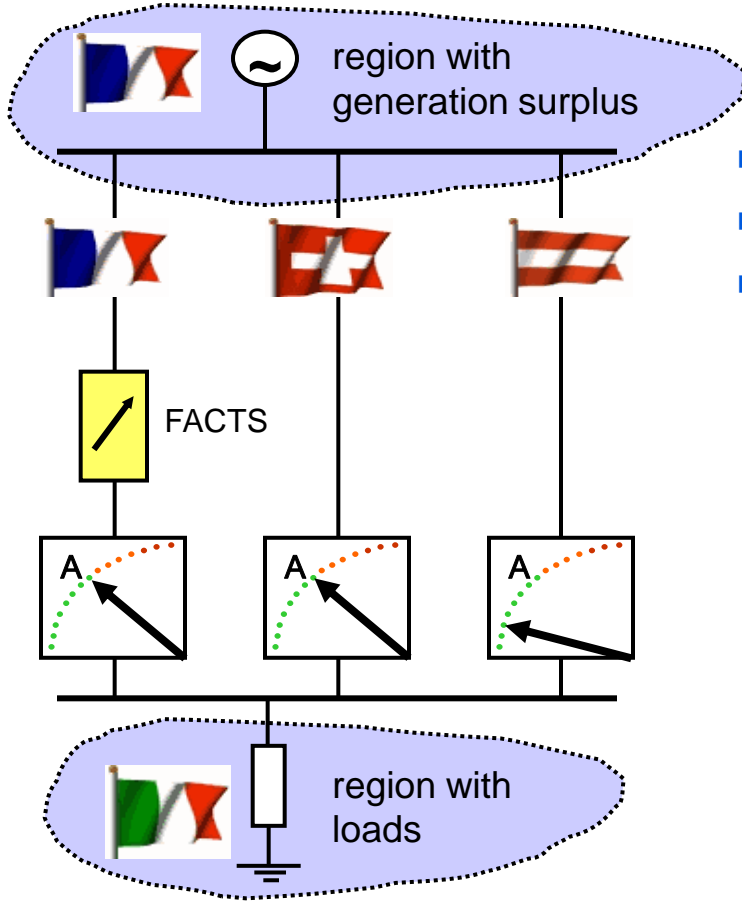 ~
region with
generation surplus
FACTS
A
A
A
region with
loads